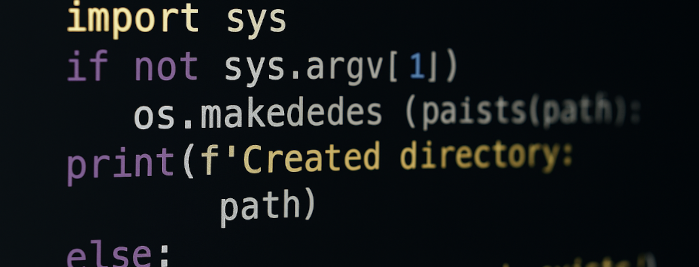 import sys
if not sys.argv[1])
os.makededes (paists(path):
print(f'Created directory:
path)
else: